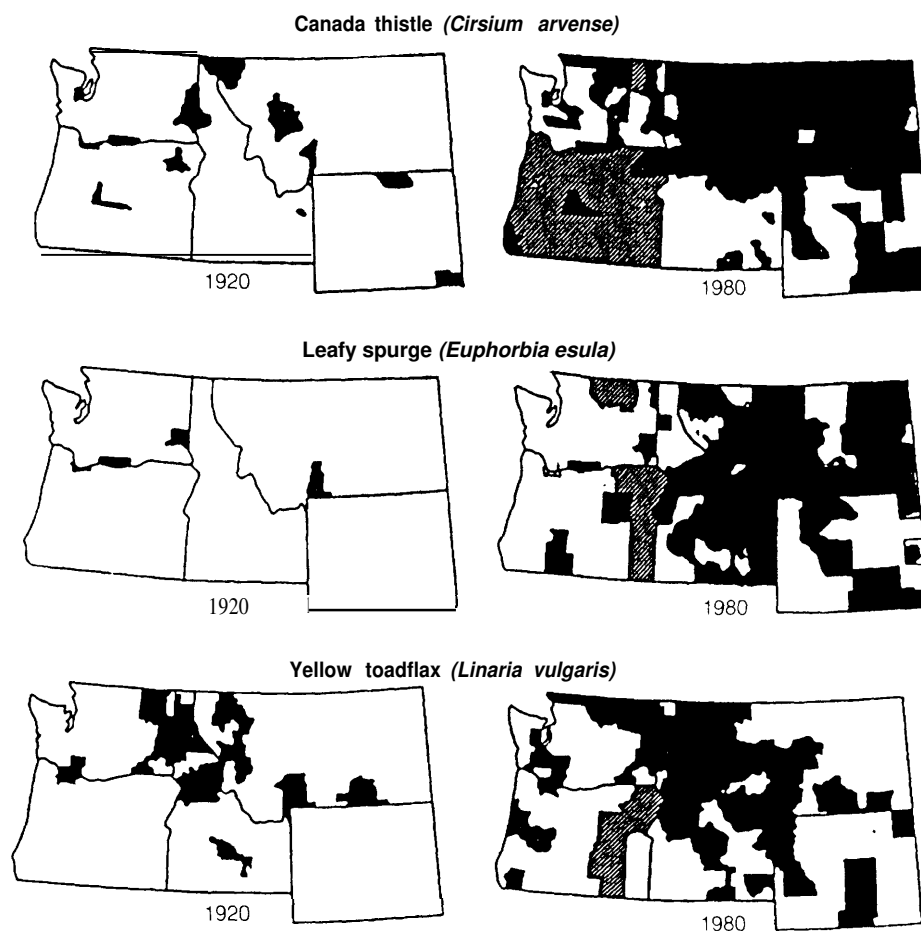 Canada thistle (Cirsium arvense)
1920
1980
Leafy spurge (Euphorbia esula)
1920
1980
Yellow toadflax (Linaria vulgaris)
1920
1980